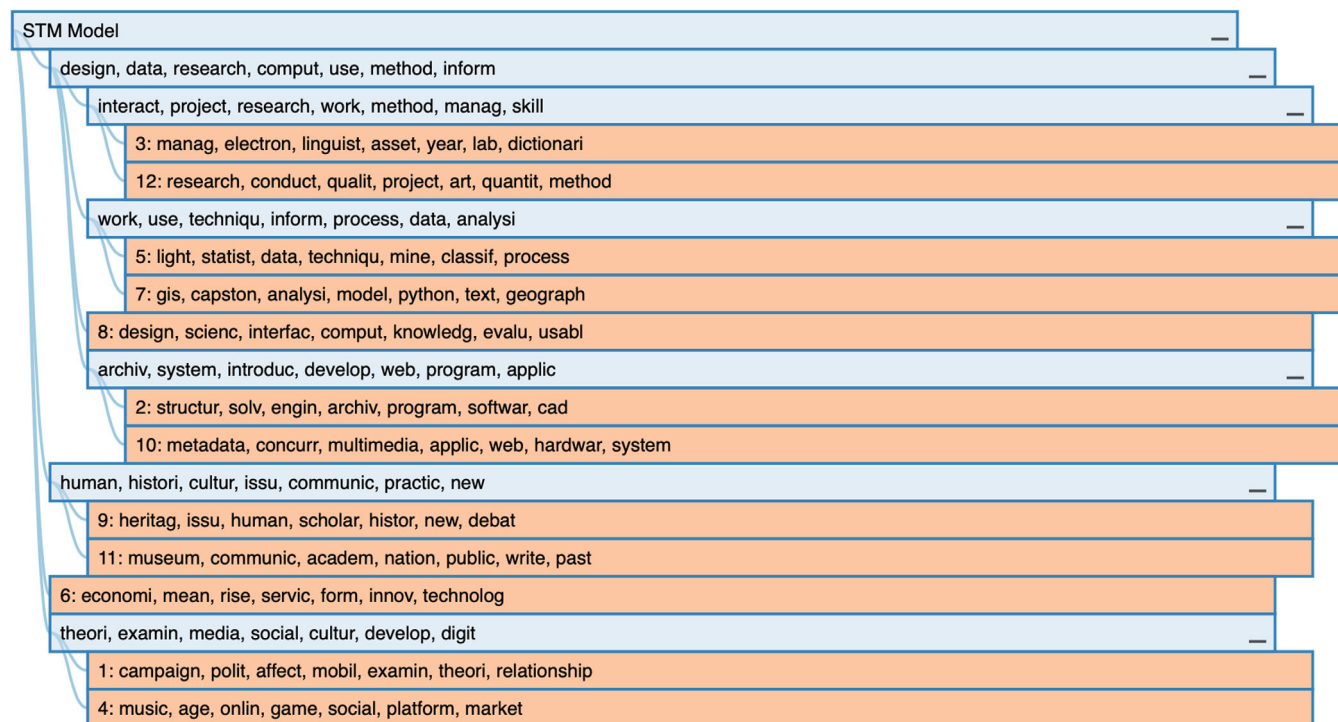 STM Model
design, data, research, comput, use, method, inform
interact, project, research, work, method, manag, skill
3: manag, electron, linguist, asset, year, lab, dictionari
12: research, conduct, qualit, project, art, quantit, method
work, use, techniqu, inform, process, data, analysi
5: light, statist, data, techniqu, mine, classif, process
7: gis, capston, analysi, model, python, text, geograph
8: design, scienc, interfac, comput, knowledg, evalu, usabl
archiv, system, introduc, develop, web, program, applic
2: structur, solv, engin, archiv, program, softwar, cad
10: metadata, concurr, multimedia, applic, web, hardwar, system
human, histori, cultur, issu, communic, practic, new
9: heritag, issu, human, scholar, histor, new, debat
11: museum, communic, academ, nation, public, write, past
6: economi, mean, rise, servic, form, innov, technolog
theori, examin, media, social, cultur, develop, digit
1: campaign, polit, affect, mobil, examin, theori, relationship
4: music, age, onlin, game, social, platform, market